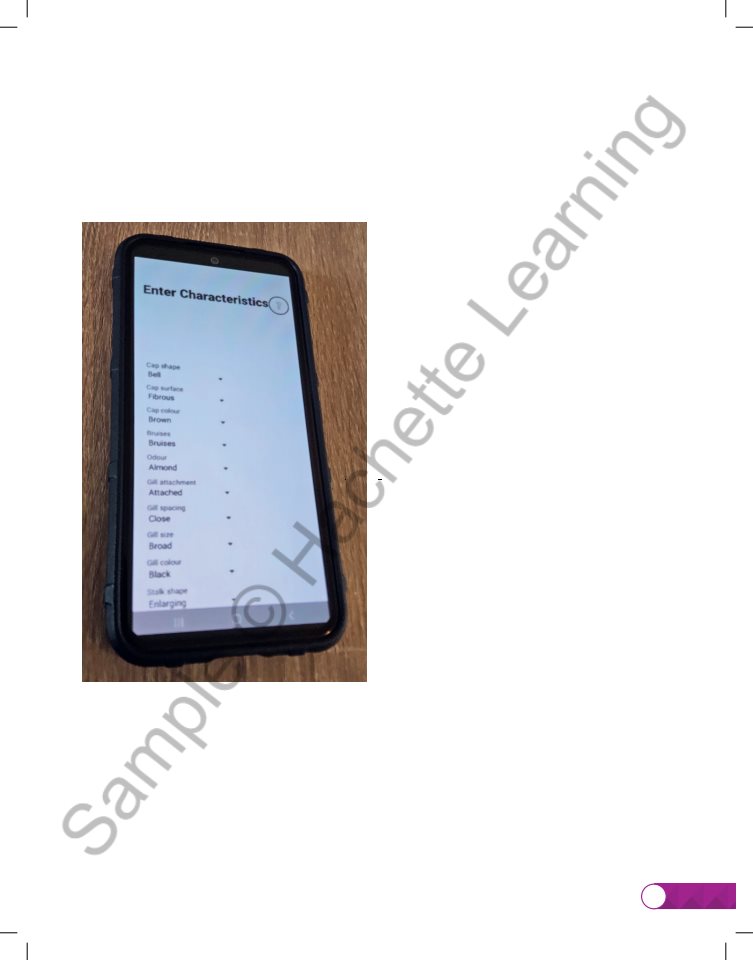 Enter Characteristics
Cap shape
Bell
Cap surface
Fibrous
Cap colour
Brown
Bruises
Bruises
Odour
Almond
Gill attachment
Attached
Gill spacing
Close
Gill size
Broad
Gill colour
Black
Stalk shape
Enlarging
Sample © Hachette Learning